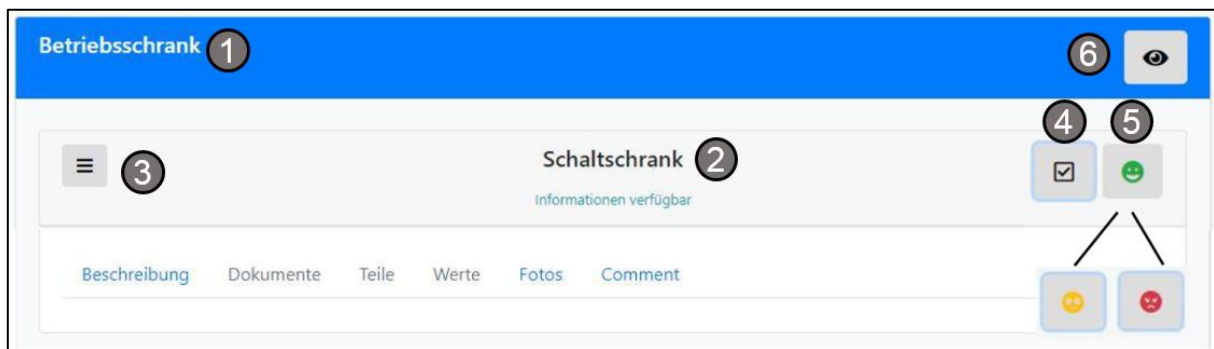 Betriebsschrank 1
6
4 5
3
Schaltschrank 2
Informationen verfügbar
Beschreibung Dokumente Teile Werte Fotos Comment